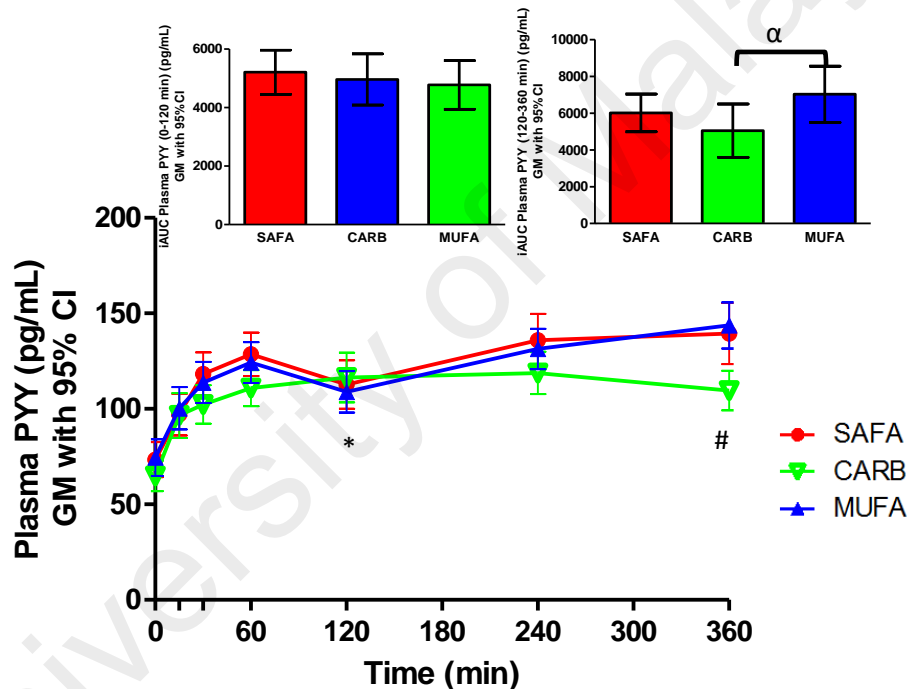 iAUC Plasma PYY (0-120 min) (pg/mL)
GM with 95%CI
6000
4000
2000
0
SAFA CARB MUFA
iAUC Plasma PYY (120-360 min) (pg/mL)
GM with 95%CI
10000
8000
6000
4000
2000
0
α
SAFA CARB MUFA
Plasma PYY (pg/mL)
GM with 95% CI
200
150
100
50
0
* #
SAFA
CARB
MUFA
0 60 120 180 240 300 360
Time (min)
University of Malay